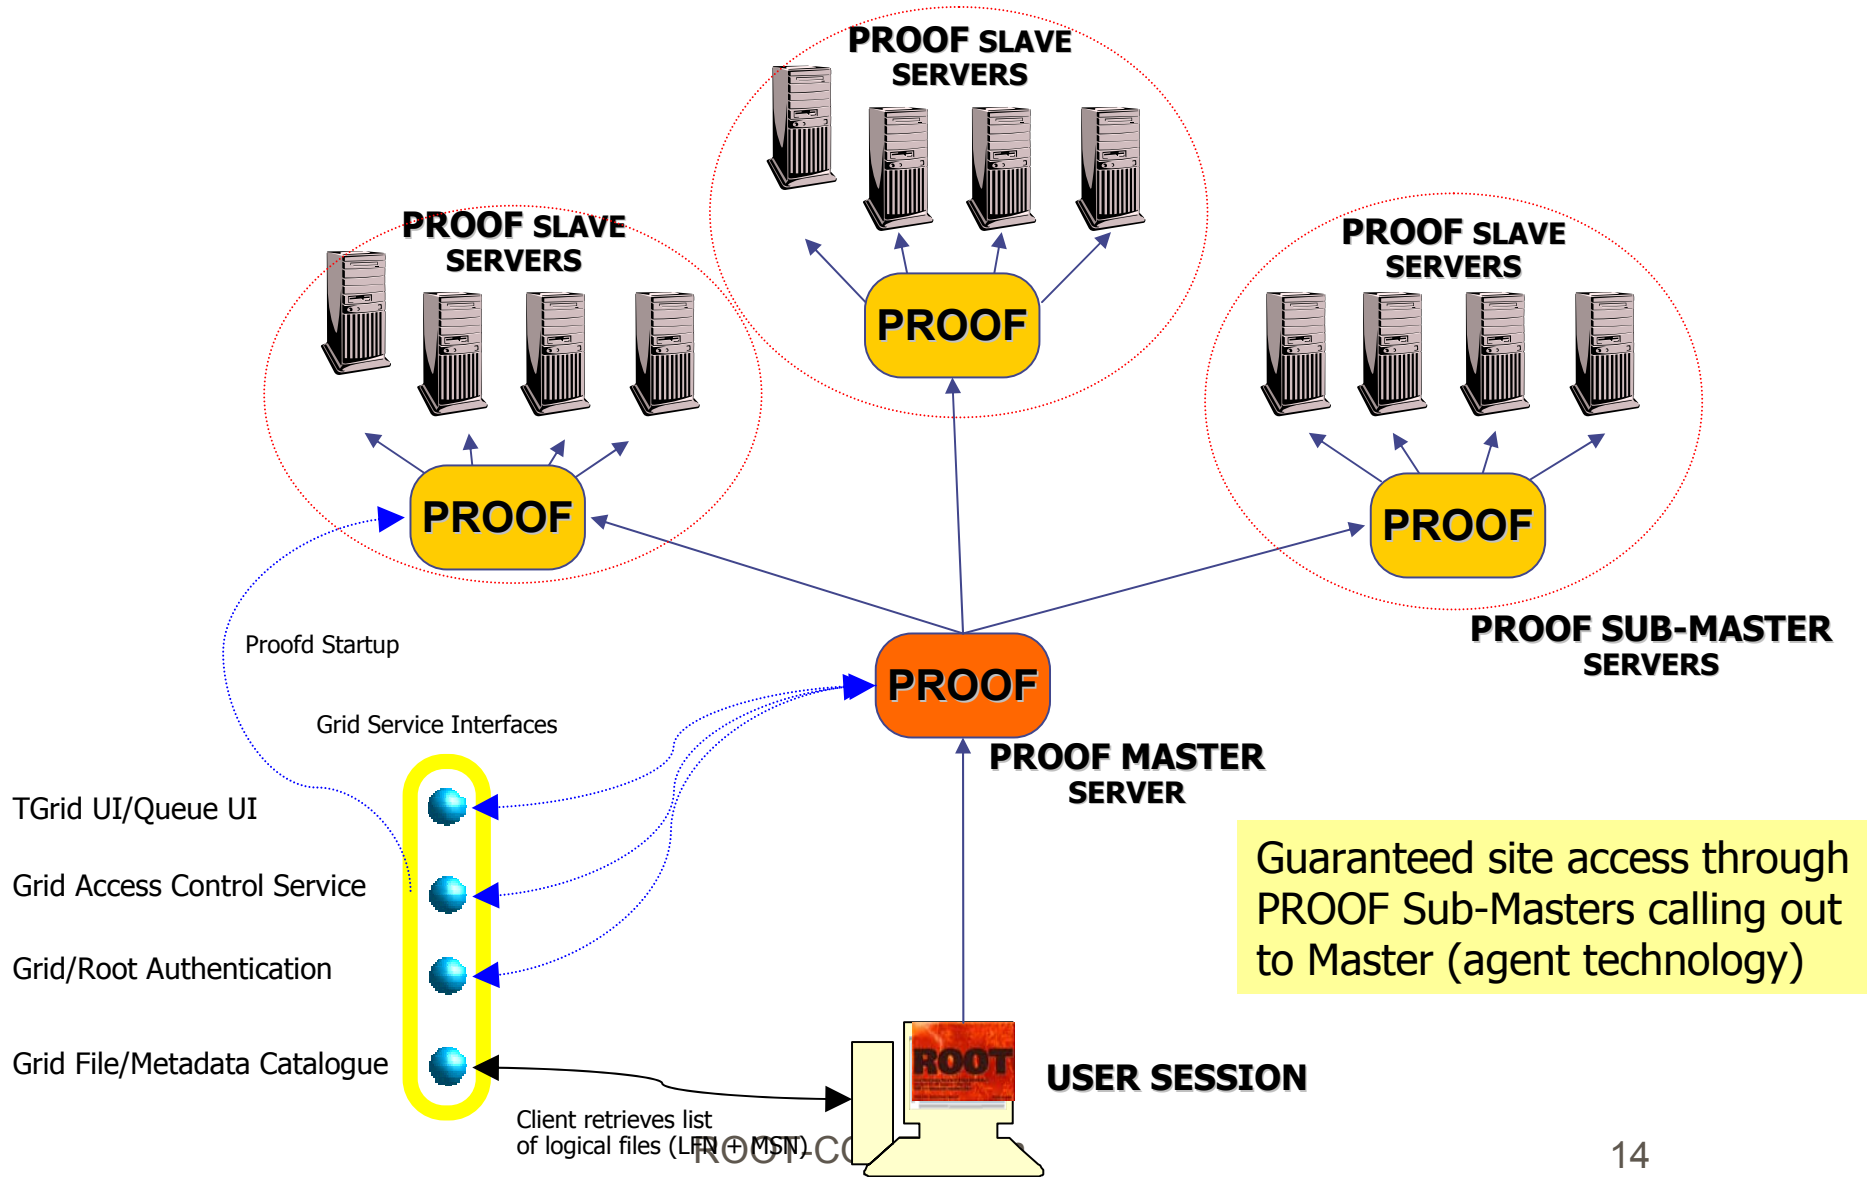 PROOF SLAVE
SERVERS
PROOF SLAVE
SERVERS
PROOF SLAVE
SERVERS
PROOF
PROOF
PROOF
PROOF SUB-MASTER
SERVERS
Proofd Startup
PROOF
Grid Service Interfaces
PROOF MASTER
SERVER
TGrid UI/Queue UI
Grid Access Control Service
Grid/Root Authentication
Grid File/Metadata Catalogue
Guaranteed site access through
PROOF Sub-Masters calling out
to Master (agent technology)
ROOT
USER SESSION
Client retrieves list
of logical files (LFN + MSN)
14